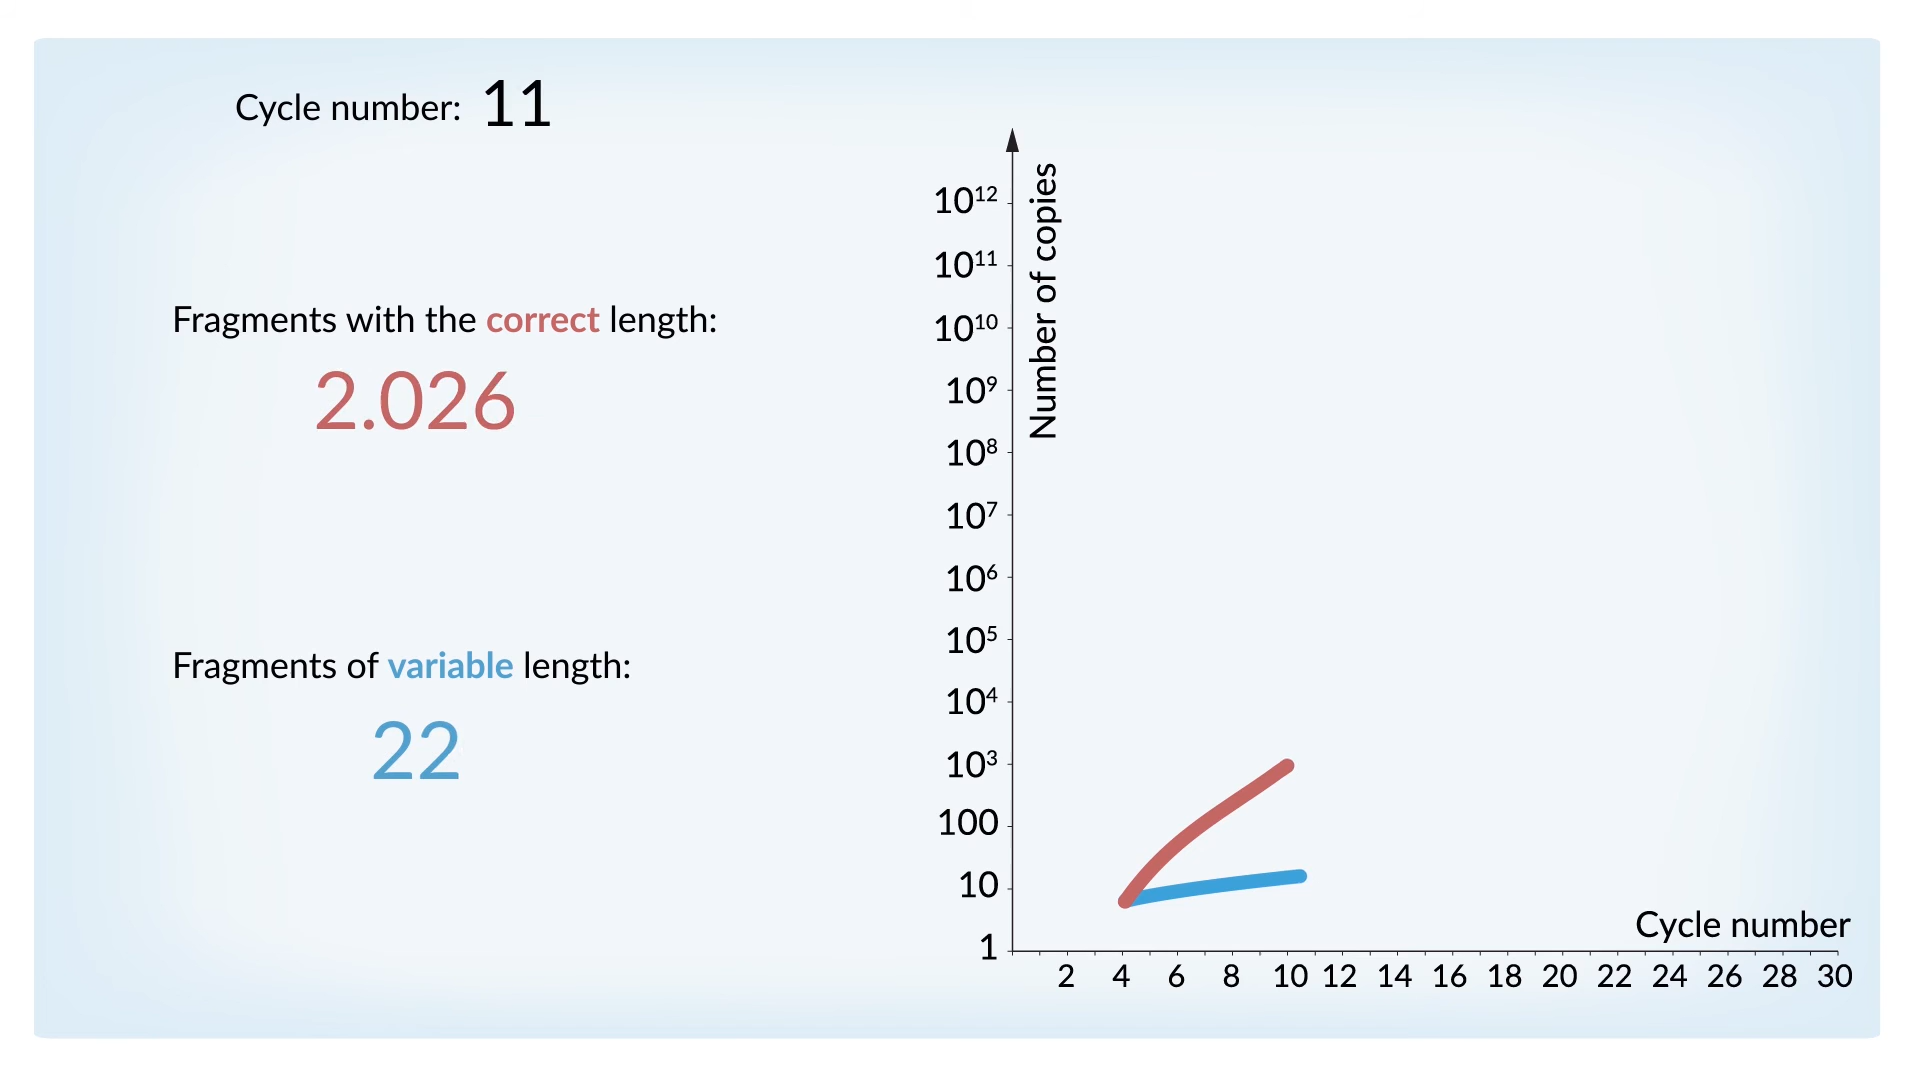 Cycle number: 11
Fragments with the correct length:
2.026
Fragments of variable length:
22
Number of copies
10¹²
10¹¹
10¹⁰
10⁹
10⁸
10⁷
10⁶
10⁵
10⁴
10³
100
10
1
Cycle number
2 4 6 8 10 12 14 16 18 20 22 24 26 28 30